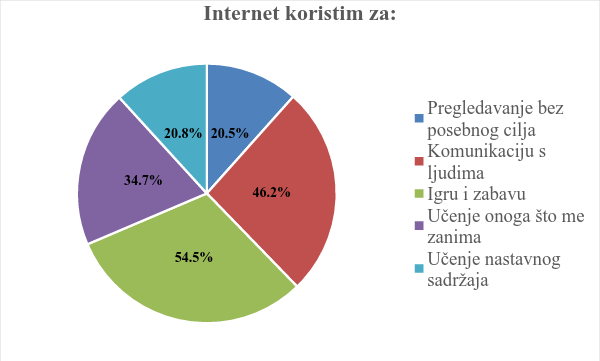 Internet koristim za:
20.8%
20.5%
34.7%
46.2%
54.5%
Pregledavanje bez
posebnog cilja
Komunikaciju s
ljudima
Igru i zabavu
Učenje onoga što me
zanima
Učenje nastavnog
sadržaja